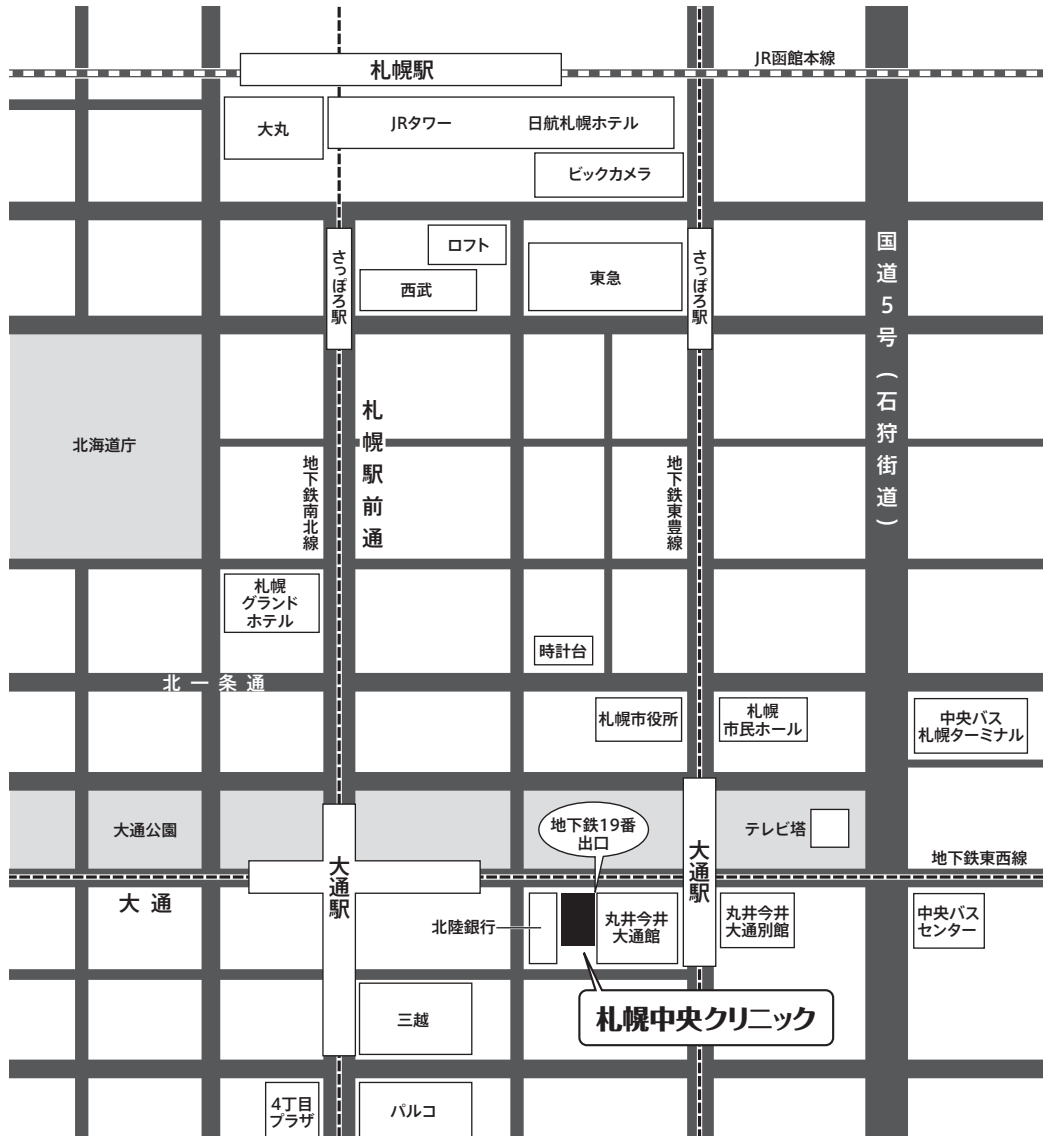 JR函館本線
札幌駅
大丸
JRタワー
日航札幌ホテル
ビックカメラ
ロフト
西武
東急
さっぽろ駅
さっぽろ駅
国道5号(石狩街道)
北海道庁
札幌駅前通
地下鉄南北線
地下鉄東豊線
札幌
グランド
ホテル
時計台
北一条通
札幌市役所
札幌
市民ホール
中央バス
札幌ターミナル
大通公園
地下鉄19番
出口
テレビ塔
地下鉄東西線
大通
大通駅
大通駅
北陸銀行
丸井今井
大通館
丸井今井
大通別館
中央バス
センター
札幌中央クリニック
三越
4丁目
プラザ
パルコ